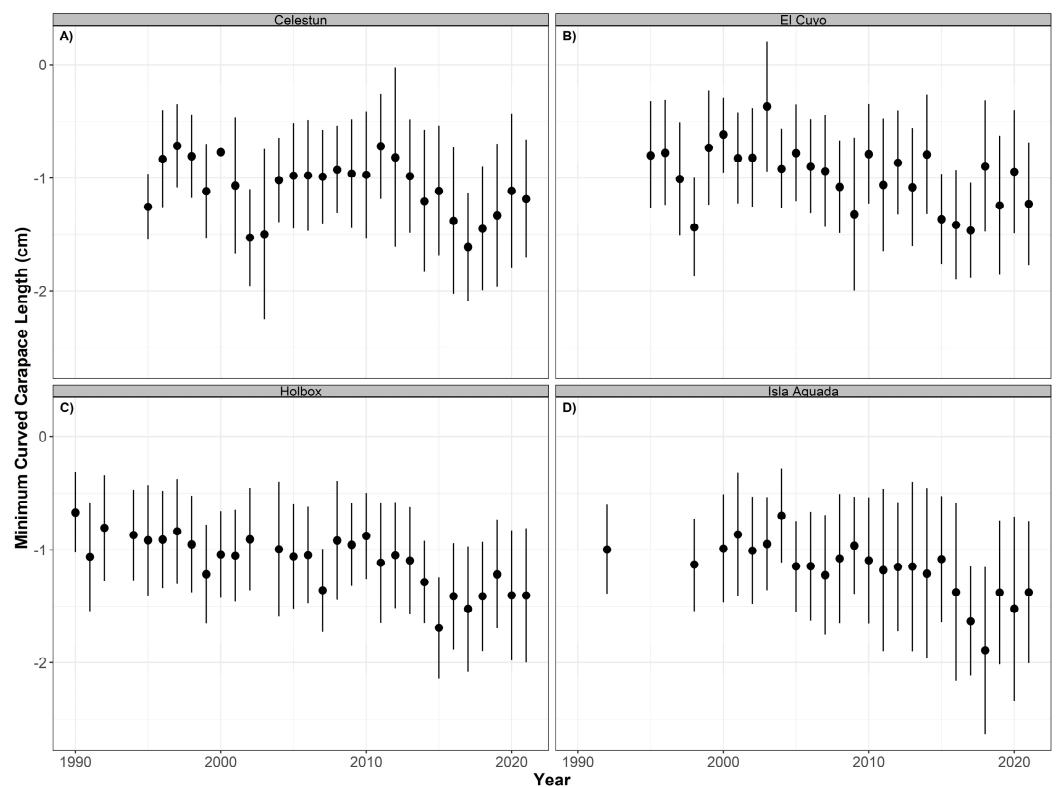 Celestun
El Cuyo
A)
B)
0
-1
-2
Holbox
Isla Aguada
C)
D)
0
-1
-2
Minimum Curved Carapace Length (cm)
1990
2000
2010
2020
1990
2000
2010
2020
Year